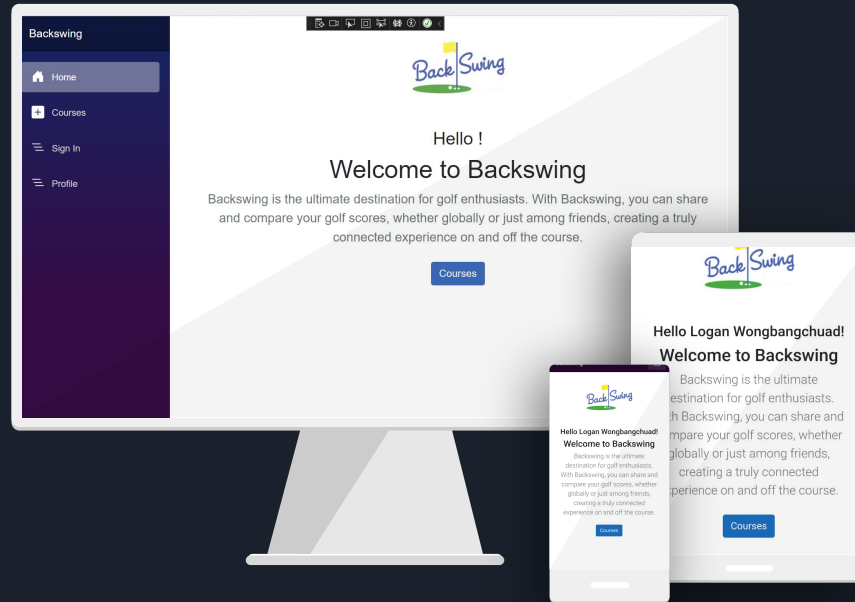 Backswing
Home
Courses
Sign In
Profile
Back Swing
Hello !
Welcome to Backswing
Backswing is the ultimate destination for golf enthusiasts. With Backswing, you can share
and compare your golf scores, whether globally or just among friends, creating a truly
connected experience on and off the course.
Courses
Back Swing
Hello Logan Wongbangchuad!
Welcome to Backswing
Backswing is the ultimate
destination for golf enthusiasts.
With Backswing, you can share and
compare your golf scores, whether
globally or just among friends,
creating a truly connected
experience on and off the course.
Courses
Back Swing
Hello Logan Wongbangchuad!
Welcome to Backswing
Backswing is the ultimate
estination for golf enthusiasts.
th Backswing, you can share and
mpare your golf scores, whether
globally or just among friends,
creating a truly connected
perience on and off the course.
Courses